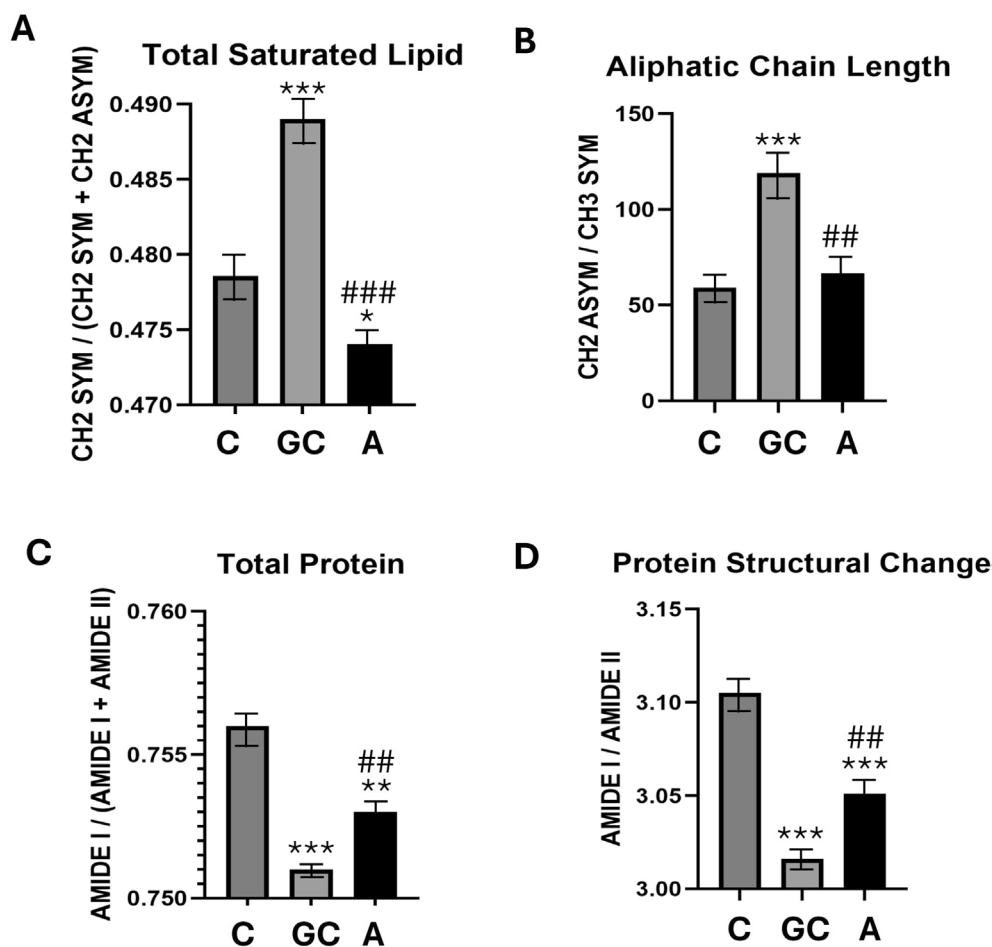 A
Total Saturated Lipid
CH2 SYM / (CH2 SYM + CH2 ASYM)
0.490
0.485
0.480
0.475
0.470
***
###
*
C GC A
B
Aliphatic Chain Length
CH2 ASYM / CH3 SYM
150
100
50
0
***
##
C GC A
C
Total Protein
AMIDE I / (AMIDE I + AMIDE II)
0.760
0.755
0.750
***
##
**
C GC A
D
Protein Structural Change
AMIDE I / AMIDE II
3.15
3.10
3.05
3.00
***
##
***
C GC A